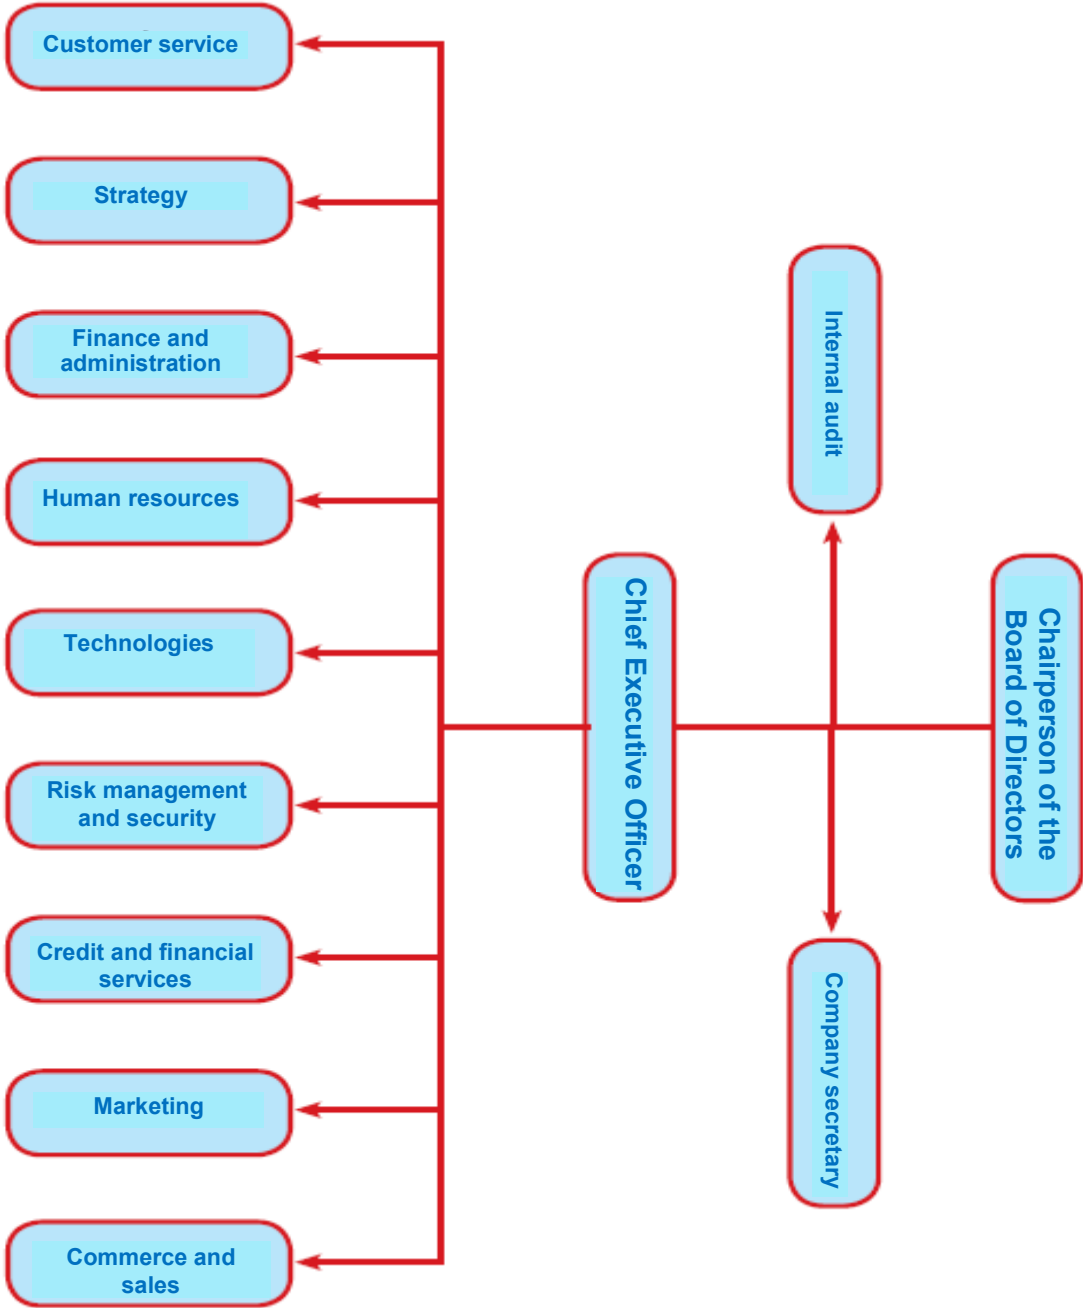 Customer service
Strategy
Finance and
administration
Human resources
Technologies
Risk management
and security
Credit and financial
services
Marketing
Commerce and
sales
Chief Executive Officer
Internal audit
Company secretary
Chairperson of the
Board of Directors